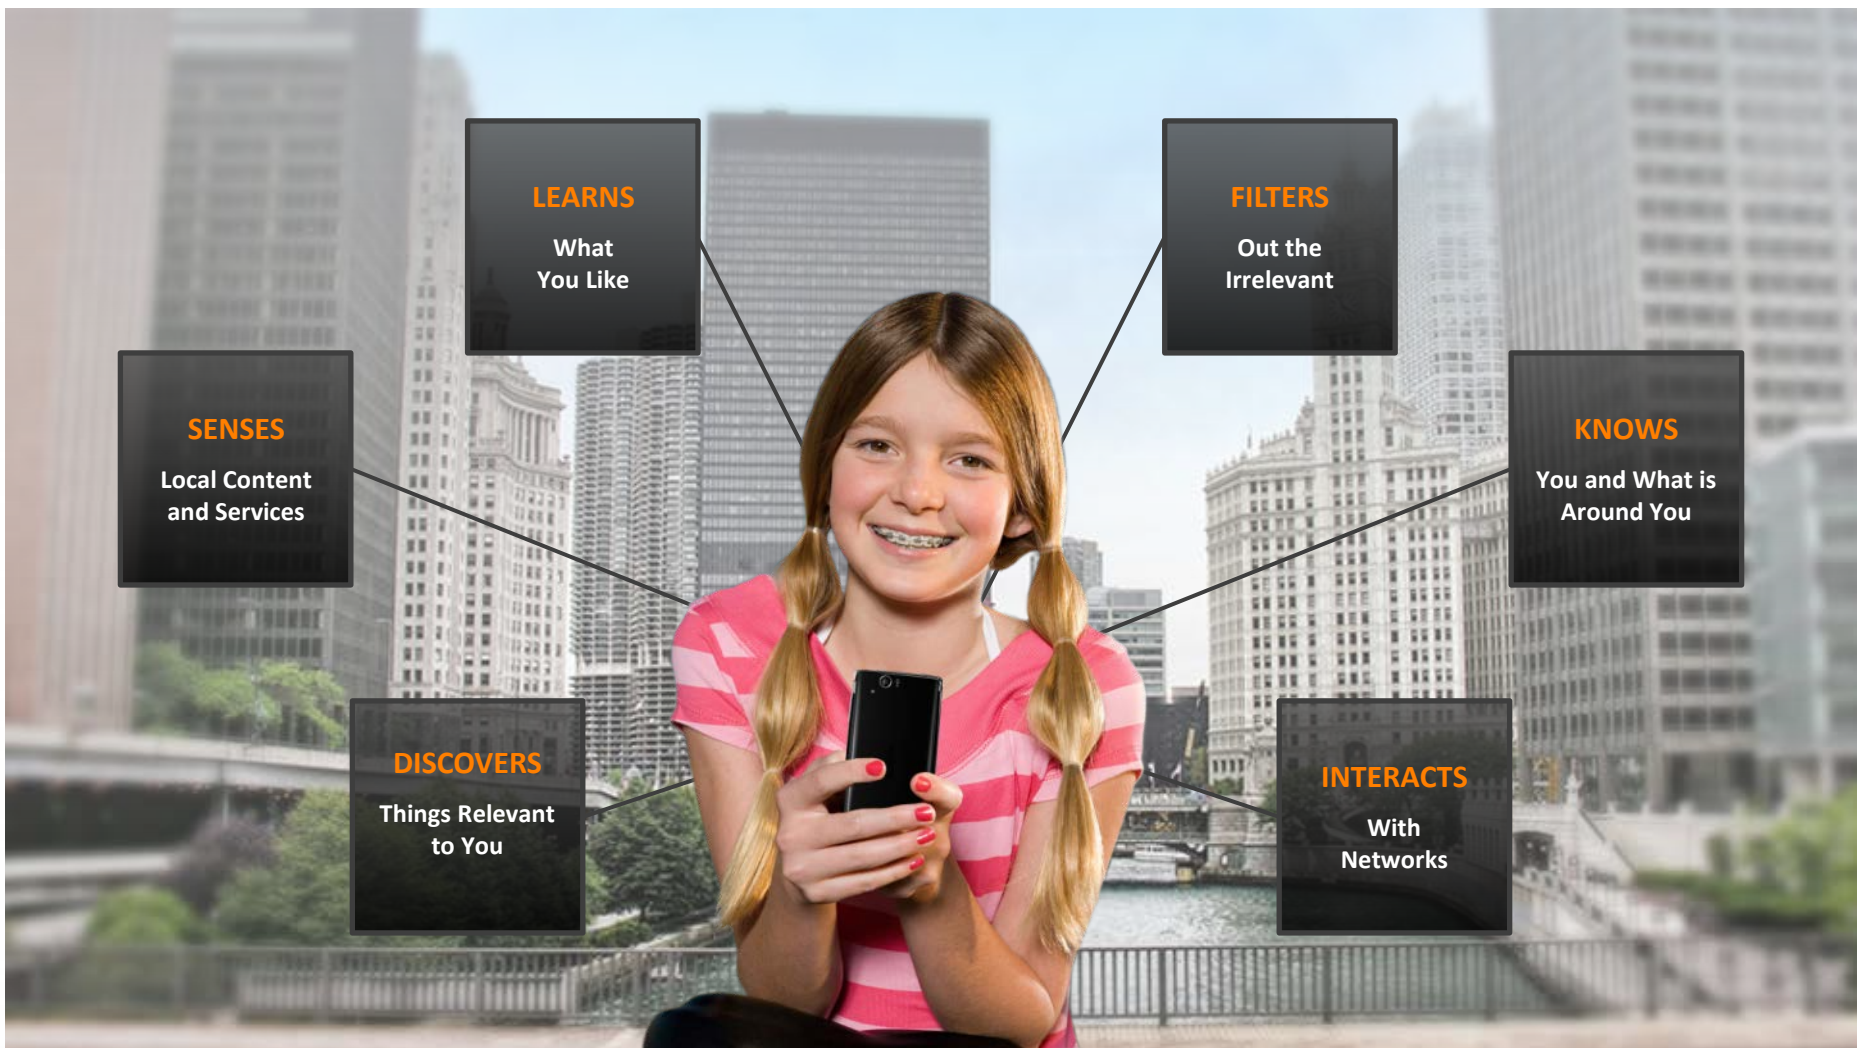 LEARNS
What
You Like
FILTERS
Out the
Irrelevant
SENSES
Local Content
and Services
KNOWS
You and What is
Around You
DISCOVERS
Things Relevant
to You
INTERACTS
With
Networks